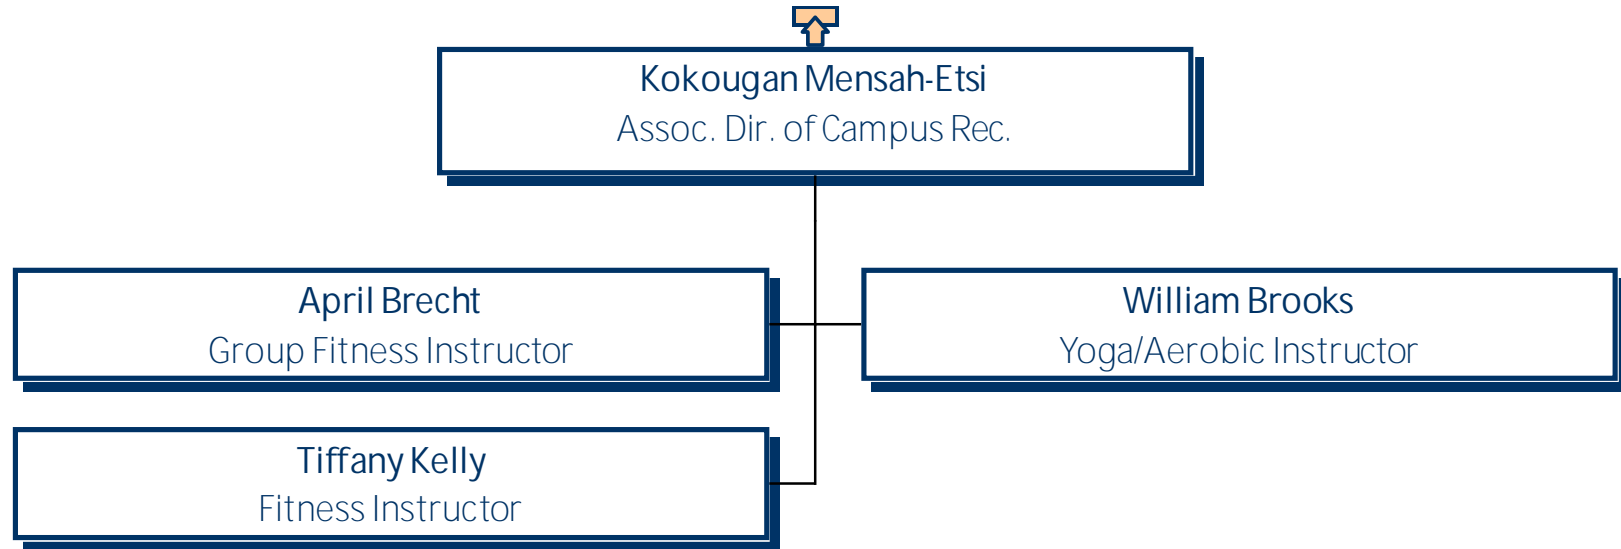 Kokougan Mensah-Etsi
Assoc. Dir. of Campus Rec.
April Brecht
Group Fitness Instructor
William Brooks
Yoga/Aerobic Instructor
Tiffany Kelly
Fitness Instructor